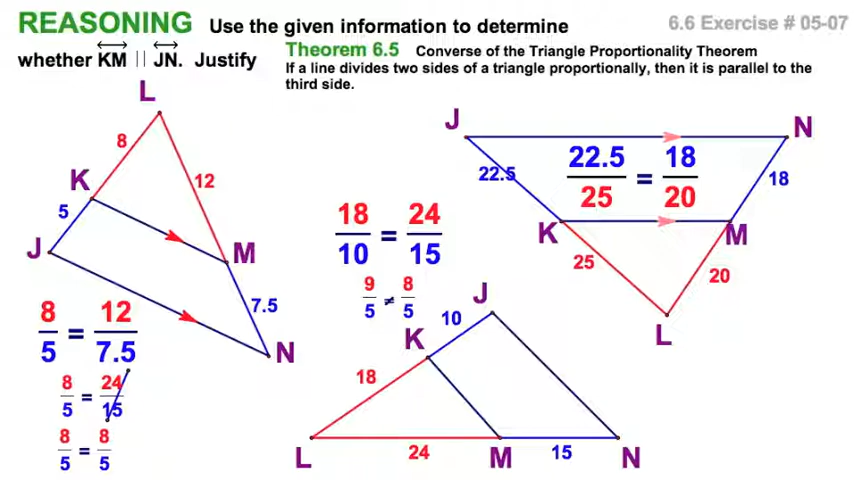 REASONING Use the given information to determine
6.6 Exercise # 05-07
whether KM || JN. Justify
Theorem 6.5 Converse of the Triangle Proportionality Theorem
If a line divides two sides of a triangle proportionally, then it is parallel to the
third side.
L
8
K
12
5
J
M
7.5
N
8/5 = 12/7.5
8/5 = 24/15
8/5 = 8/5
18/10 = 24/15
9/5 ≠ 8/5
J
10
K
18
L
24
M
15
N
J
N
22.5
22.5/25 = 18/20
18
K
M
25
20
L